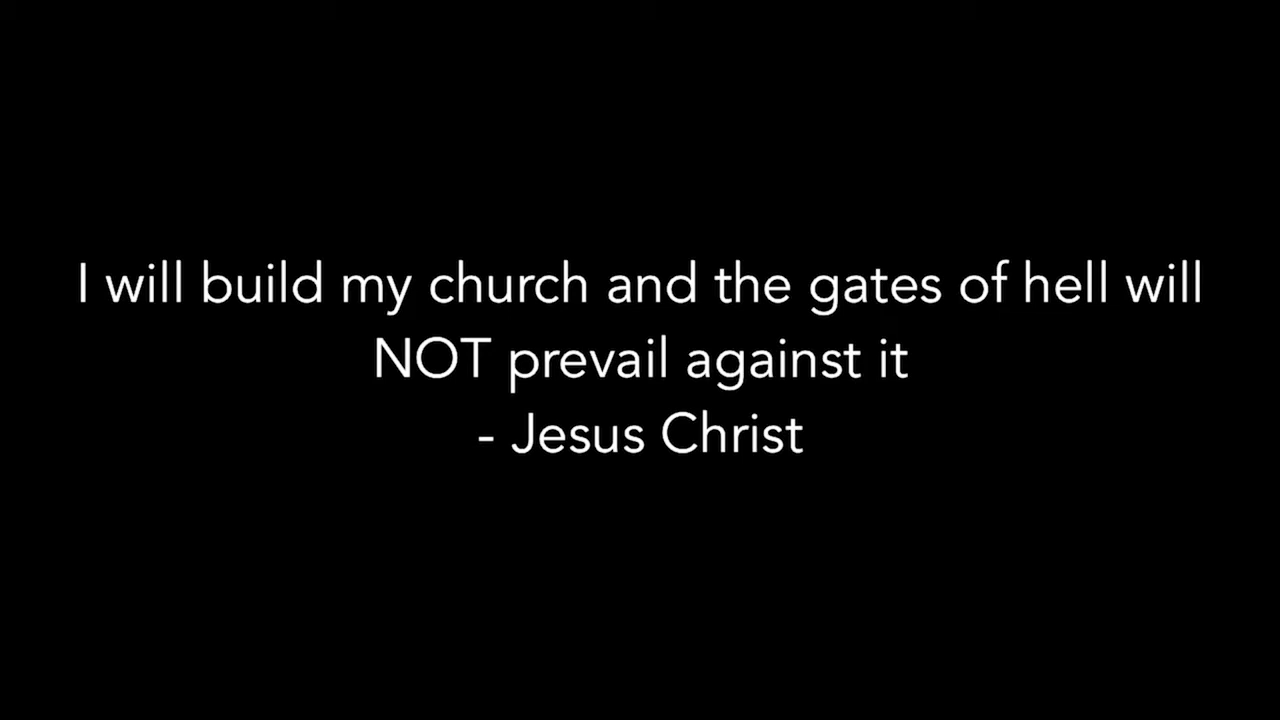 I will build my church and the gates of hell will
NOT prevail against it
- Jesus Christ